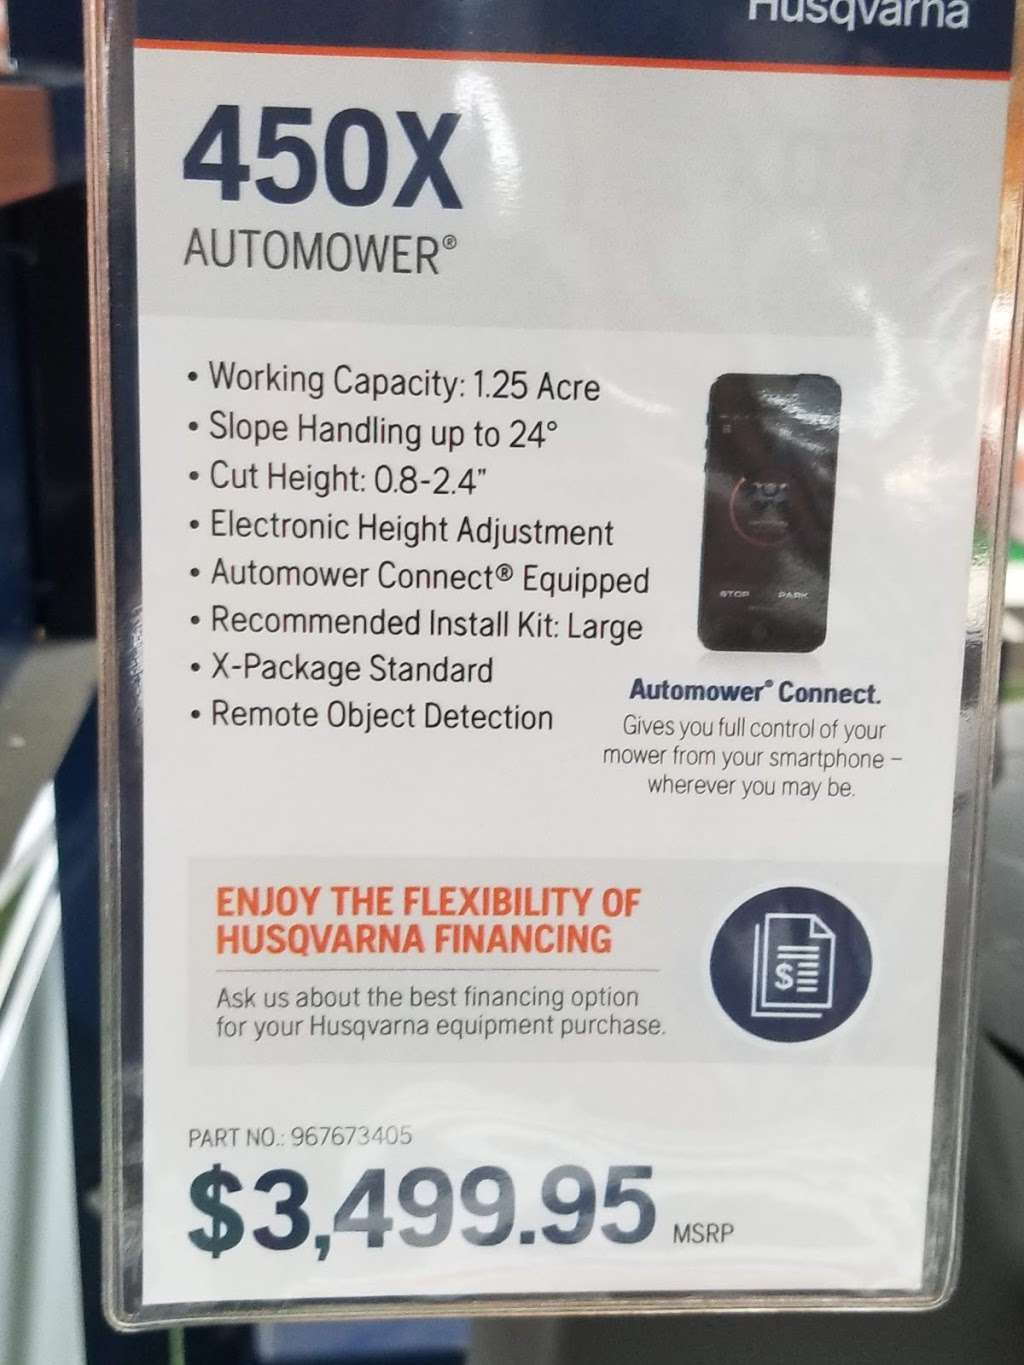 Husqvarna
450X
AUTOMOWER®
• Working Capacity: 1.25 Acre
• Slope Handling up to 24°
• Cut Height: 0.8-2.4"
• Electronic Height Adjustment
• Automower Connect® Equipped
• Recommended Install Kit: Large
• X-Package Standard
• Remote Object Detection
STOP PARK
Automower® Connect.
Gives you full control of your
mower from your smartphone –
wherever you may be.
ENJOY THE FLEXIBILITY OF
HUSQVARNA FINANCING
Ask us about the best financing option
for your Husqvarna equipment purchase.
$
PART NO.: 967673405
$3,499.95 MSRP